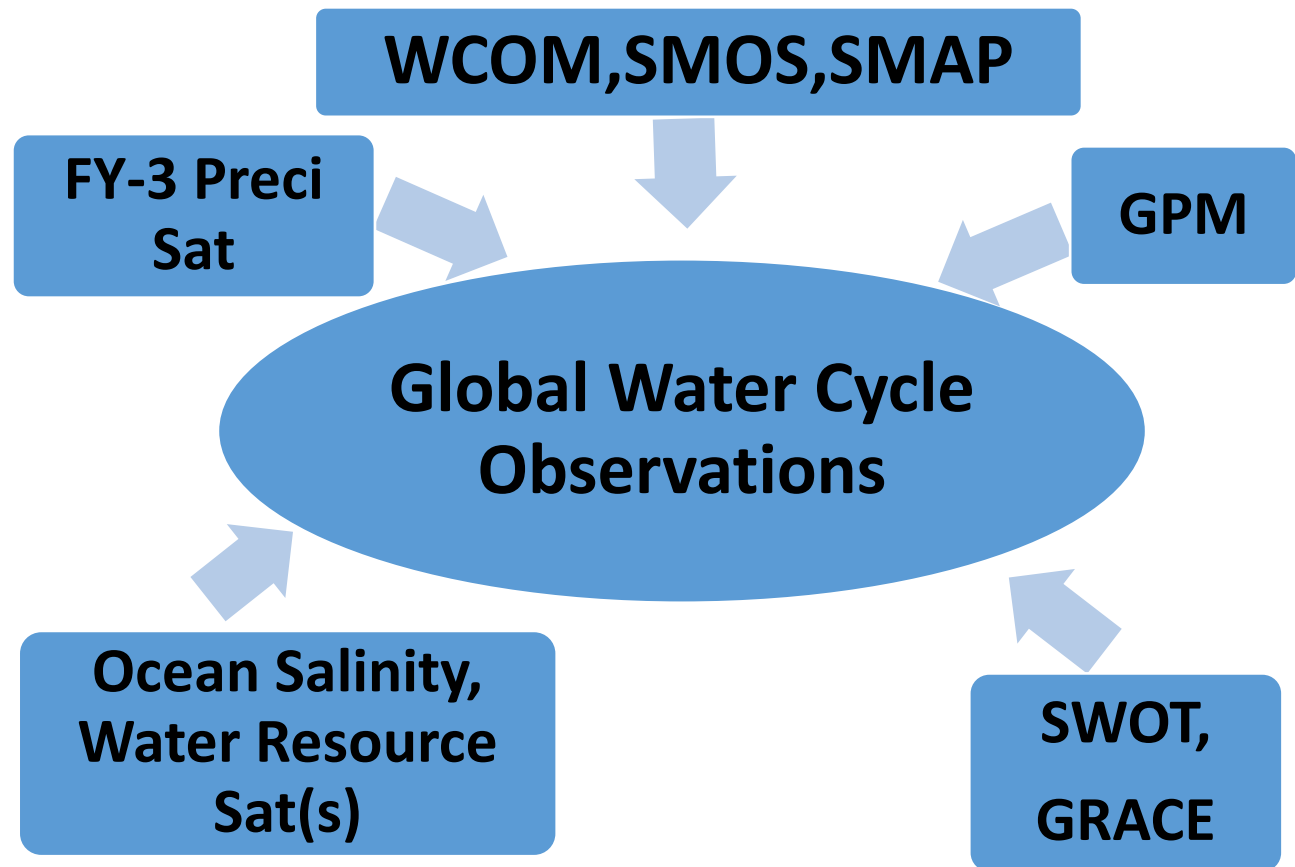 WCOM,SMOS,SMAP
FY-3 Preci
Sat
GPM
Global Water Cycle
Observations
Ocean Salinity,
Water Resource
Sat(s)
SWOT,
GRACE